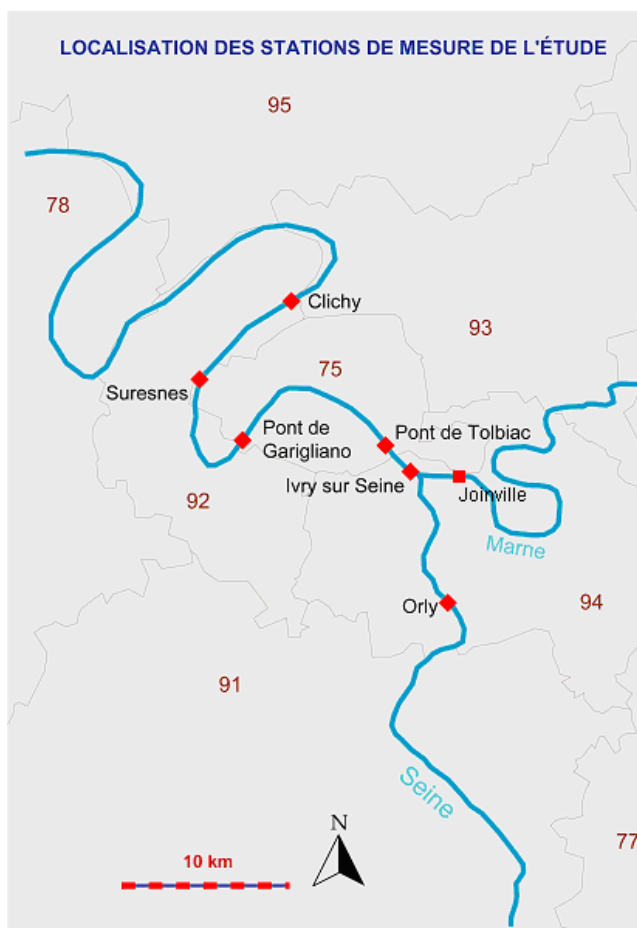 LOCALISATION DES STATIONS DE MESURE DE L'ÉTUDE
95
78
Clichy
93
75
Suresnes
Pont de
Garigliano
Pont de Tolbiac
Ivry sur Seine
Joinville
92
Marne
Orly
94
91
Seine
77
N
10 km